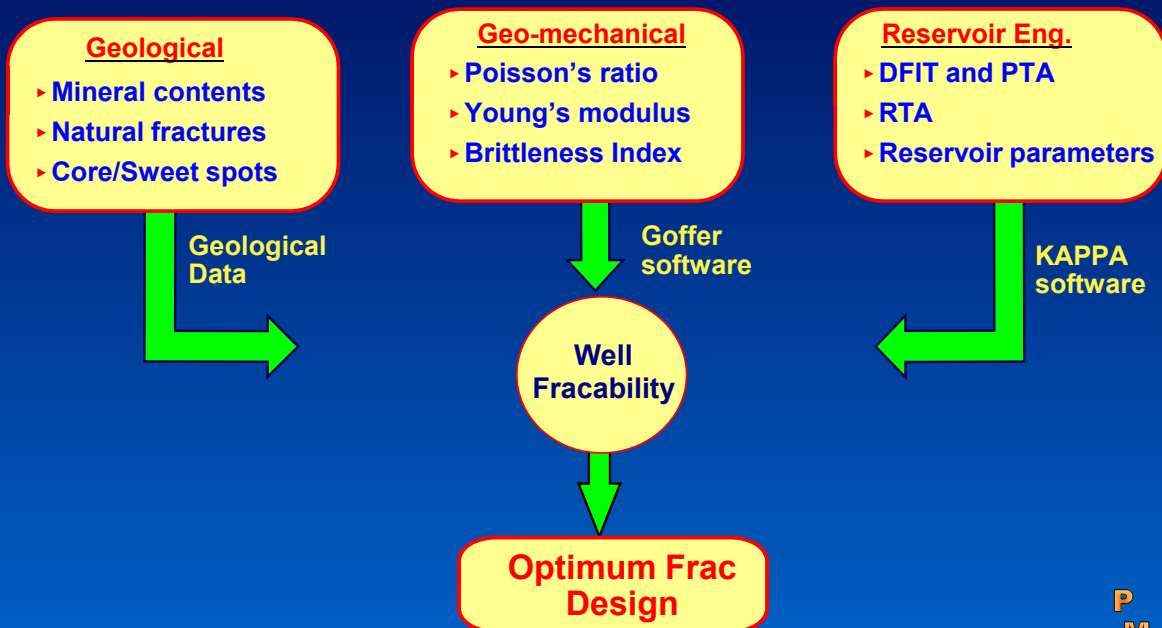 Geological
▸ Mineral contents
▸ Natural fractures
▸ Core/Sweet spots
Geo-mechanical
▸ Poisson's ratio
▸ Young's modulus
▸ Brittleness Index
Reservoir Eng.
▸ DFIT and PTA
▸ RTA
▸ Reservoir parameters
Geological
Data
Goffer
software
KAPPA
software
Well
Fracability
Optimum Frac
Design
P
M